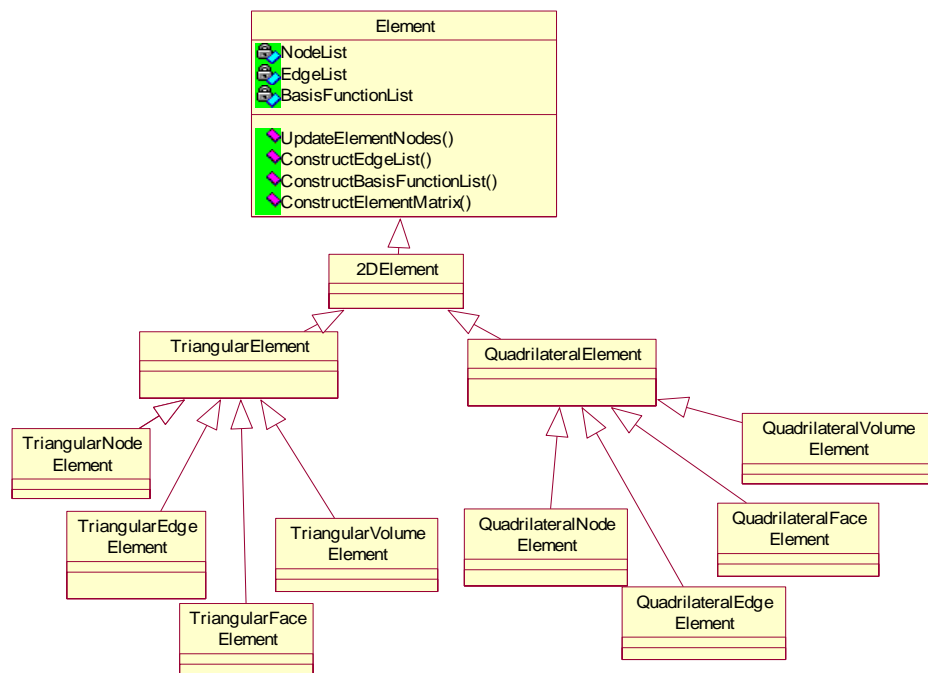 Element
NodeList
EdgeList
BasisFunctionList
UpdateElementNodes()
ConstructEdgeList()
ConstructBasisFunctionList()
ConstructElementMatrix()
2DElement
TriangularElement
QuadrilateralElement
TriangularNode
Element
TriangularEdge
Element
TriangularFace
Element
TriangularVolume
Element
QuadrilateralNode
Element
QuadrilateralEdge
Element
QuadrilateralFace
Element
QuadrilateralVolume
Element